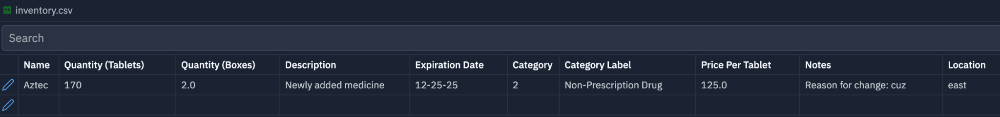 inventory.csv
Search
Name Quantity (Tablets) Quantity (Boxes) Description Expiration Date Category Category Label Price Per Tablet Notes Location
Aztec 170 2.0 Newly added medicine 12-25-25 2 Non-Prescription Drug 125.0 Reason for change: cuz east